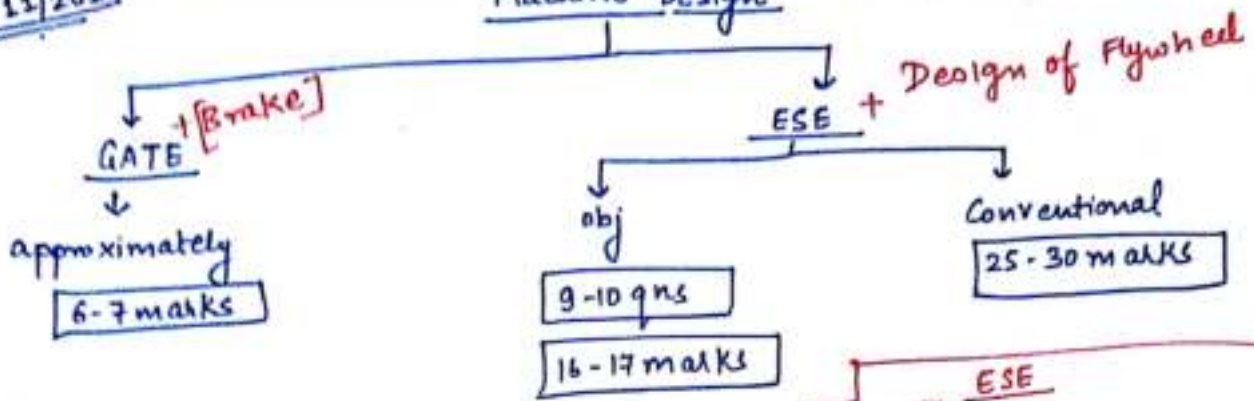 Design
+ Design of Flywheel
+ [Brake]
GATE
ESE
approximately
6-7 marks
obj
9-10 qns
16-17 marks
Conventional
25-30 marks
ESE